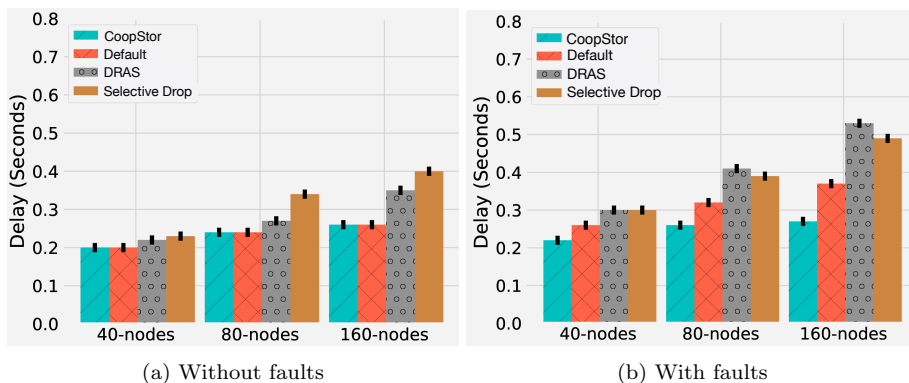 0.8
0.7
0.6
0.5
0.4
0.3
0.2
0.1
0.0
Delay (Seconds)
CoopStor
Default
DRAS
Selective Drop
40-nodes 80-nodes 160-nodes
(a) Without faults
0.8
0.7
0.6
0.5
0.4
0.3
0.2
0.1
0.0
Delay (Seconds)
CoopStor
Default
DRAS
Selective Drop
40-nodes 80-nodes 160-nodes
(b) With faults